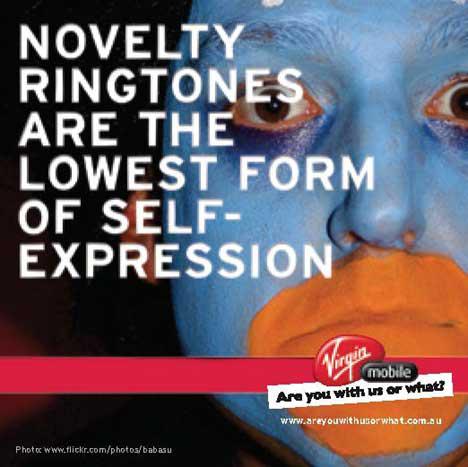 NOVELTY
RINGTONES
ARE THE
LOWEST FORM
OF SELF-
EXPRESSION
Virgin
mobile
Are you with us or what?
www.areyouwithusorwhat.com.au
Photo: www.flickr.com/photos/babasu